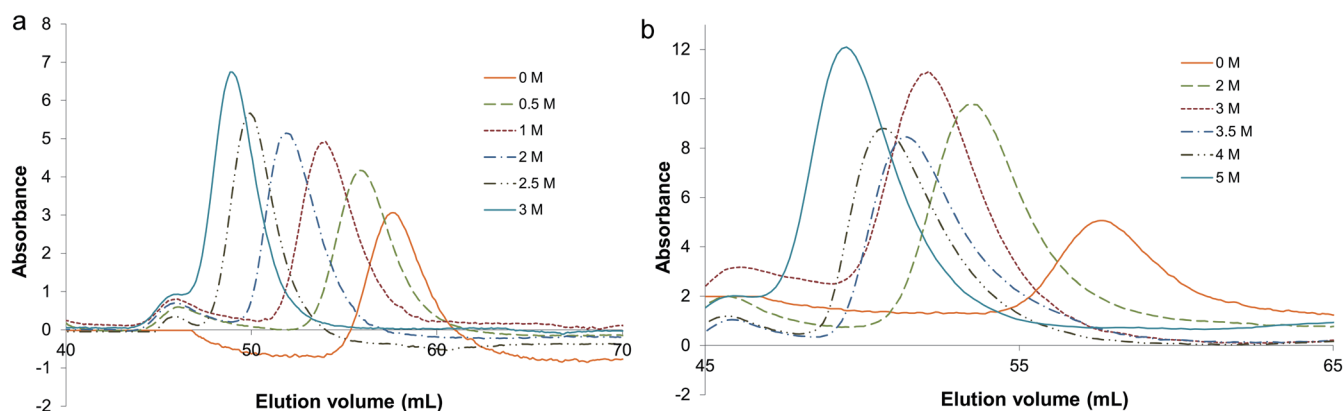 a
8
7
6
5
4
3
2
1
0
-1
-2
40
50
60
70
Absorbance
Elution volume (mL)
0 M
0.5 M
1 M
2 M
2.5 M
3 M
b
12
10
8
6
4
2
0
-2
45
55
65
Absorbance
Elution volume (mL)
0 M
2 M
3 M
3.5 M
4 M
5 M